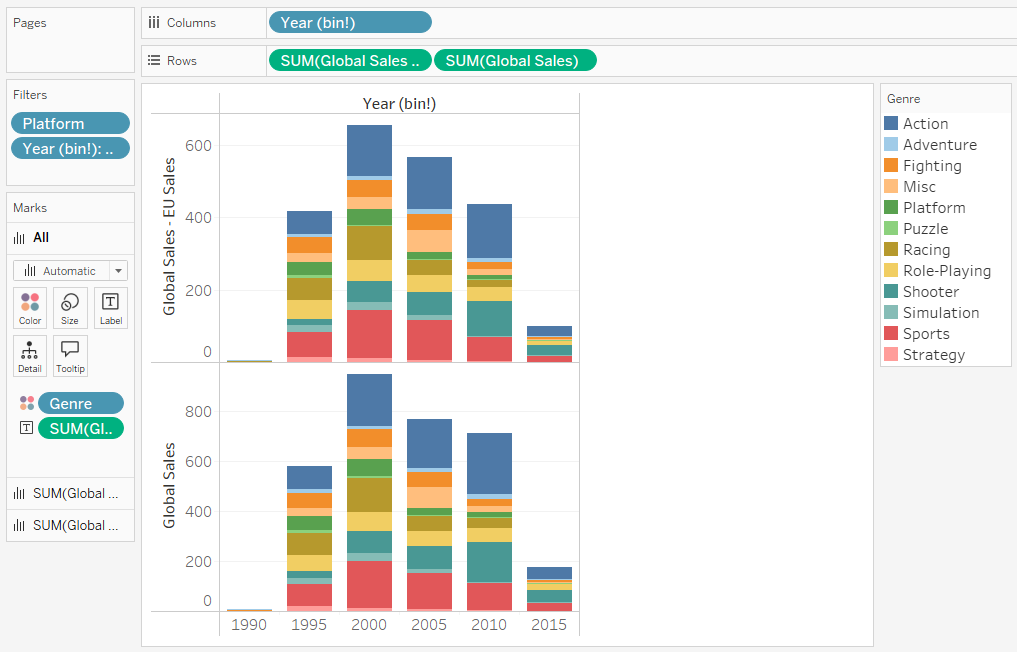 Pages
Columns
Year (bin!)
Rows
SUM(Global Sales ..
SUM(Global Sales)
Filters
Platform
Year (bin!): ..
Marks
All
Automatic
Color
Size
Label
Detail
Tooltip
Genre
SUM(Gl..
SUM(Global ...
SUM(Global ...
Year (bin!)
Global Sales - EU Sales
600
400
200
0
Global Sales
800
600
400
200
0
1990 1995 2000 2005 2010 2015
Genre
Action
Adventure
Fighting
Misc
Platform
Puzzle
Racing
Role-Playing
Shooter
Simulation
Sports
Strategy